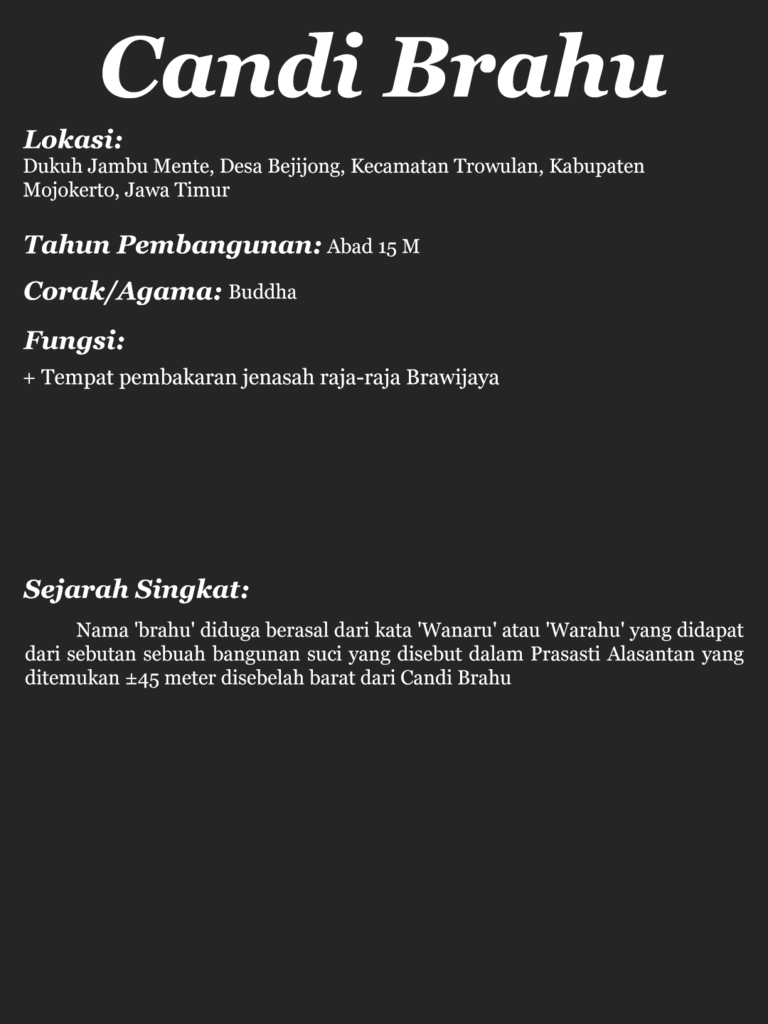 Candi Brahu
Lokasi:
Dukuh Jambu Mente, Desa Bejijong, Kecamatan Trowulan, Kabupaten
Mojokerto, Jawa Timur
Tahun Pembangunan: Abad 15 M
Corak/Agama: Buddha
Fungsi:
+ Tempat pembakaran jenasah raja-raja Brawijaya
Sejarah Singkat:
Nama 'brahu' diduga berasal dari kata 'Wanaru' atau 'Warahu' yang didapat
dari sebutan sebuah bangunan suci yang disebut dalam Prasasti Alasantan yang
ditemukan ±45 meter disebelah barat dari Candi Brahu